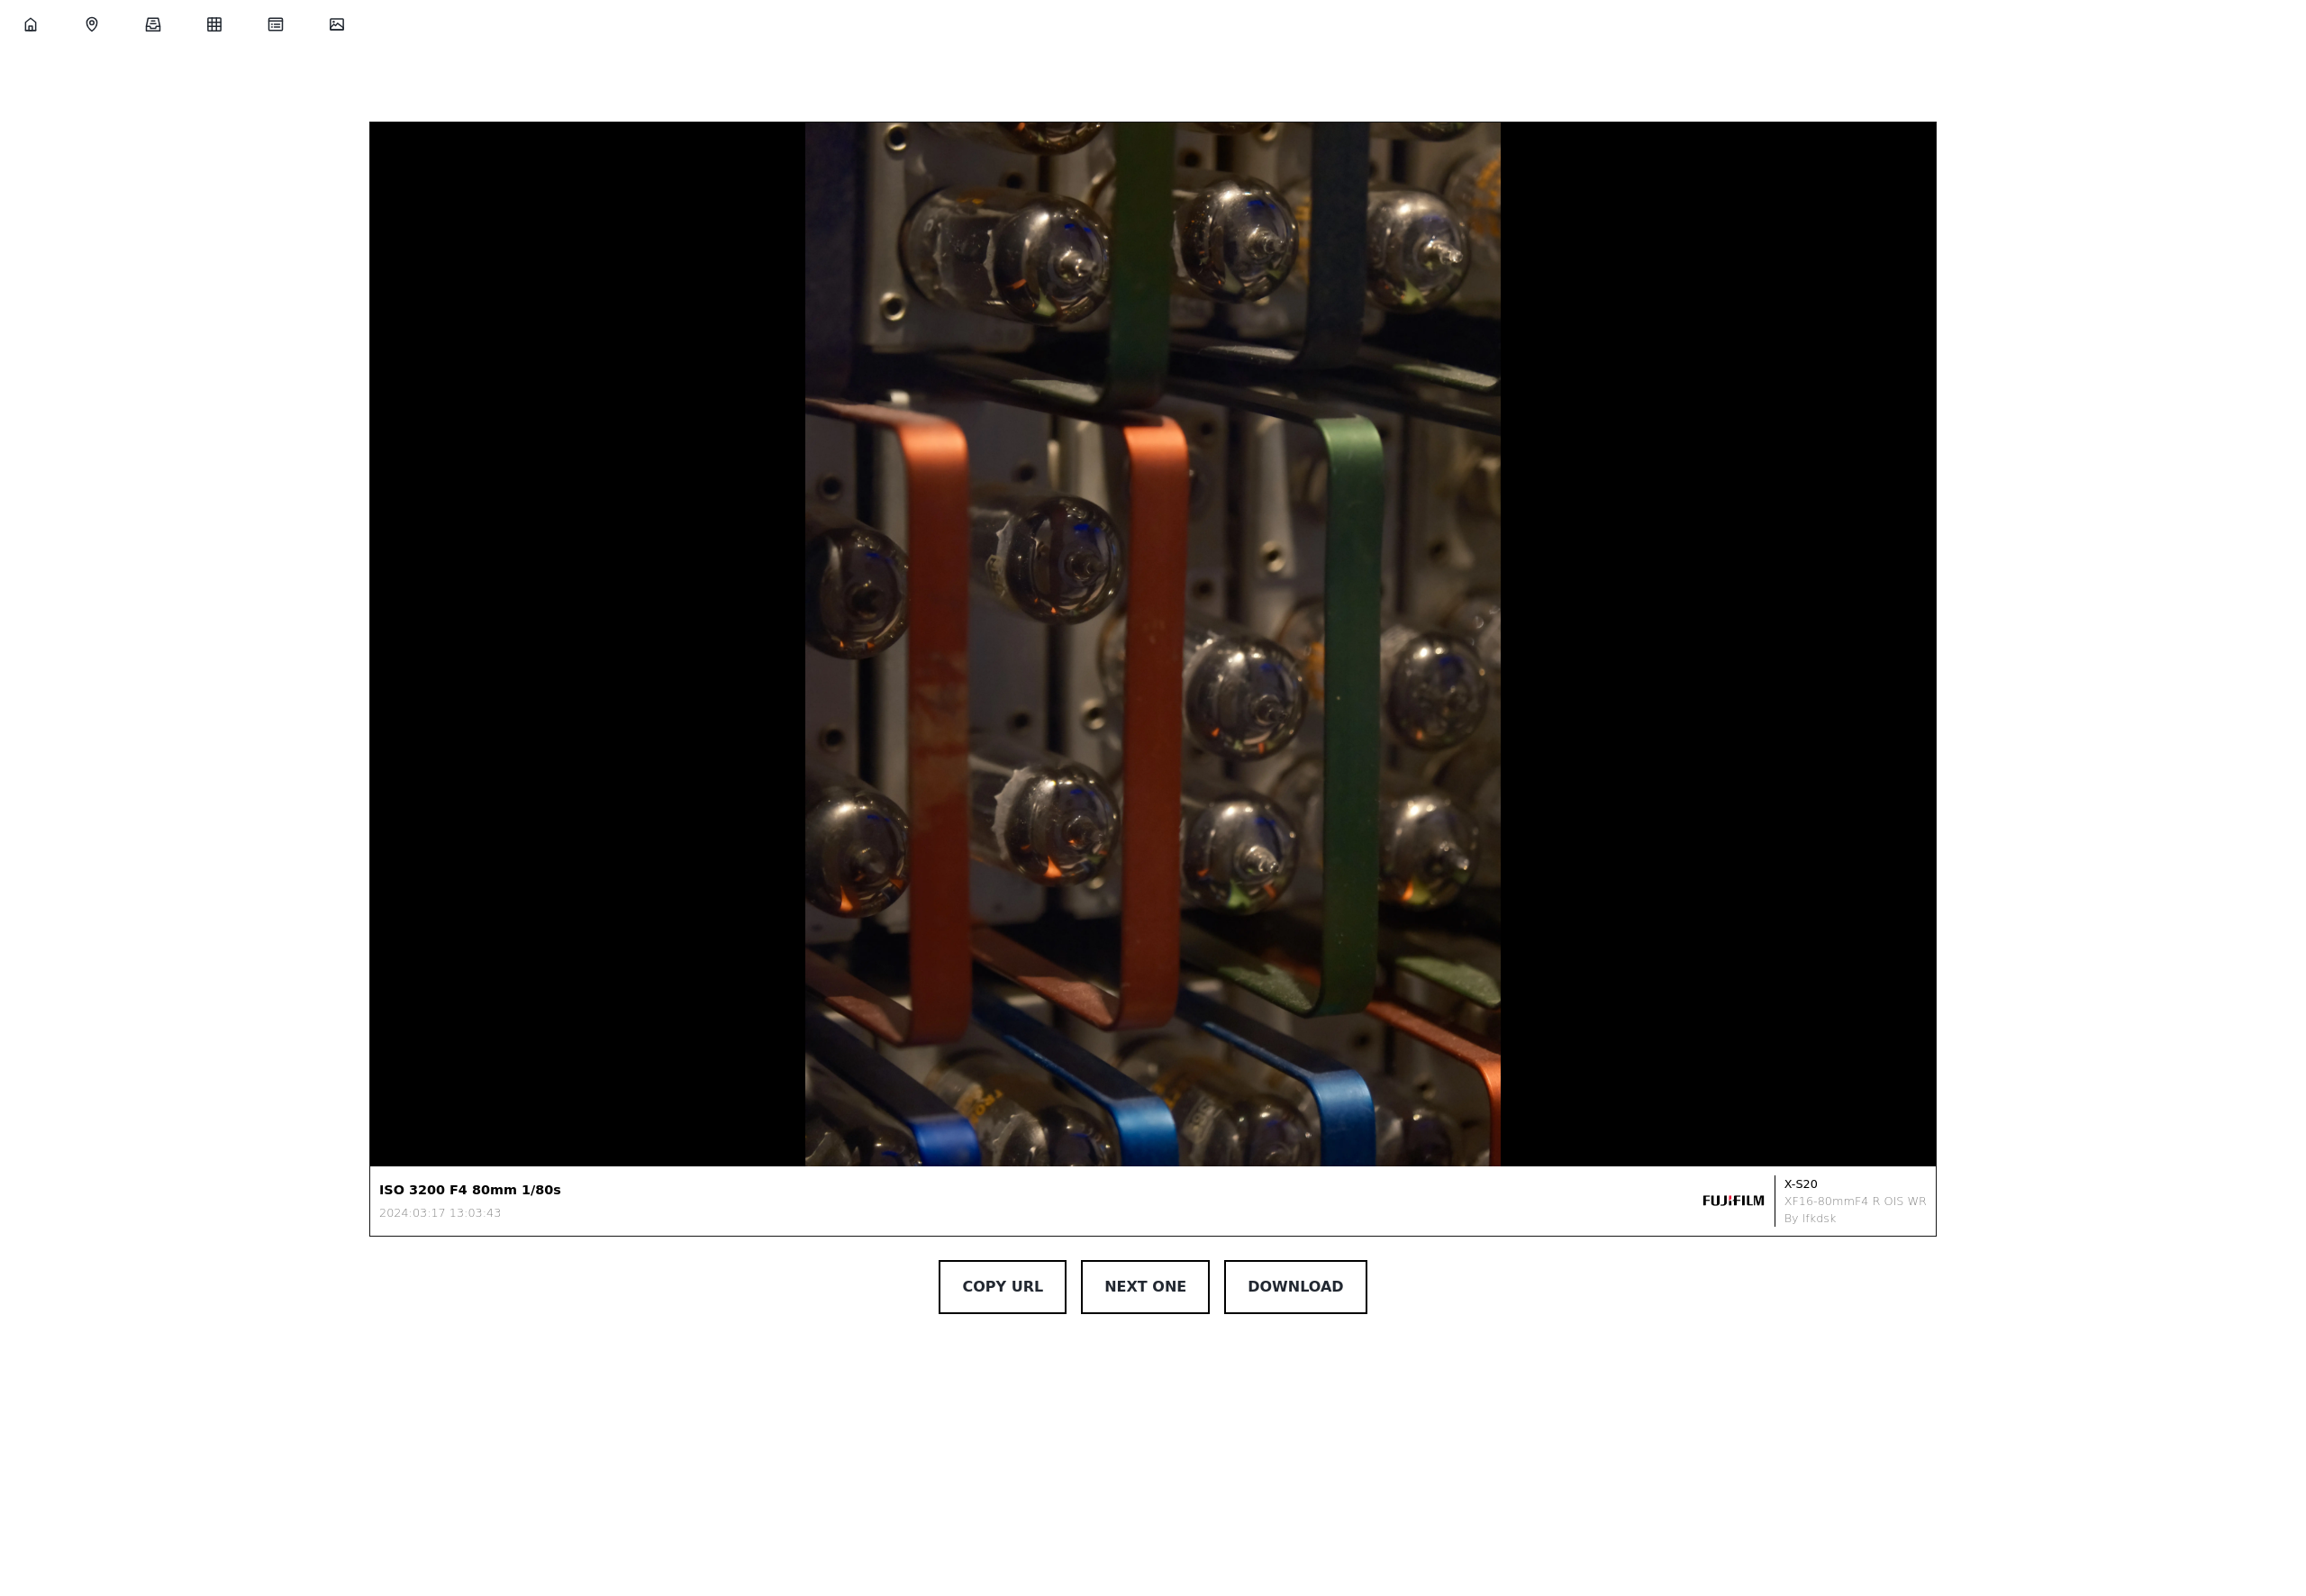 ISO 3200 F4 80mm 1/80s
2024:03:17 13:03:43
FUJIFILM
X-S20
XF16-80mmF4 R OIS WR
By lfkdsk
COPY URL
NEXT ONE
DOWNLOAD